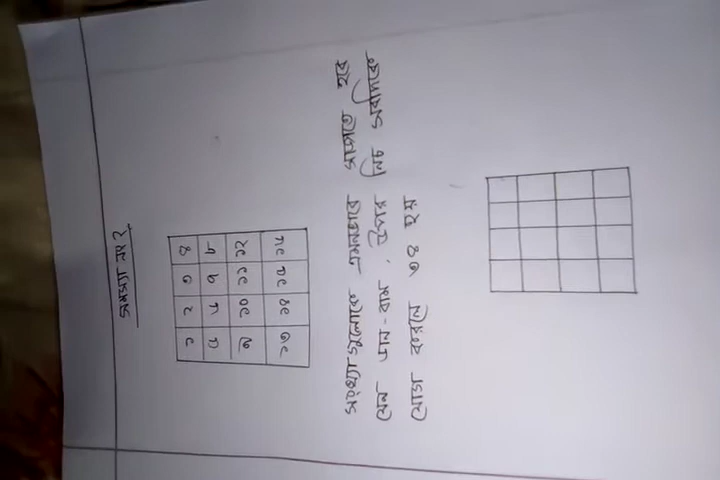 সমস্যা নং ২
১ ২ ৩ ৪
৫ ৬ ৭ ৮
৯ ১০ ১১ ১২
১৩ ১৪ ১৫ ১৬
সংখ্যা গুলোকে এমনভাবে সাজাতে হবে
যেন ডান-বাম, উপর নিচ সবদিকে
যোগ করলে ৩৪ হয়